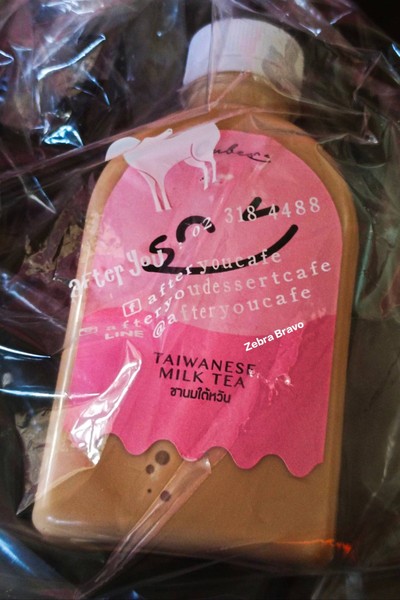 after you : 02 318 4488
afteryoucafe
afteryoudessertcafe
LINE @afteryoucafe
Zebra Bravo
TAIWANESE
MILK TEA
ชานมไต้หวัน